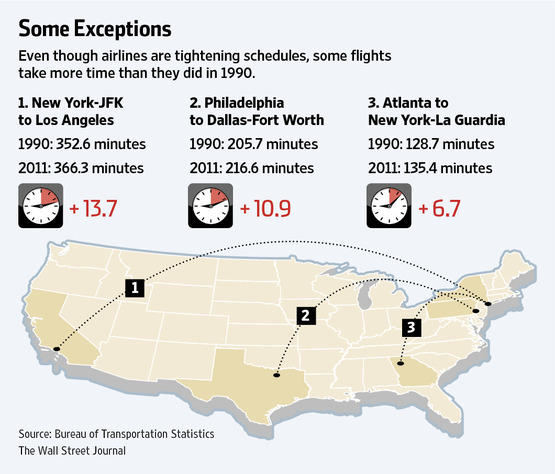 Some Exceptions
Even though airlines are tightening schedules, some flights
take more time than they did in 1990.
1. New York-JFK
to Los Angeles
1990: 352.6 minutes
2011: 366.3 minutes
+ 13.7
2. Philadelphia
to Dallas-Fort Worth
1990: 205.7 minutes
2011: 216.6 minutes
+ 10.9
3. Atlanta to
New York-La Guardia
1990: 128.7 minutes
2011: 135.4 minutes
+ 6.7
1
2
3
Source: Bureau of Transportation Statistics
The Wall Street Journal